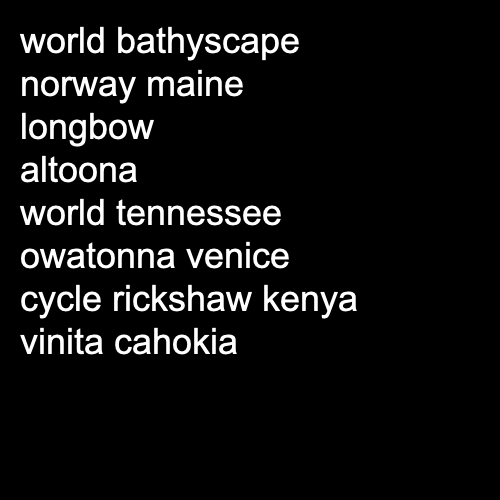 world bathyscape
norway maine
longbow
altoona
world tennessee
owatonna venice
cycle rickshaw kenya
vinita cahokia